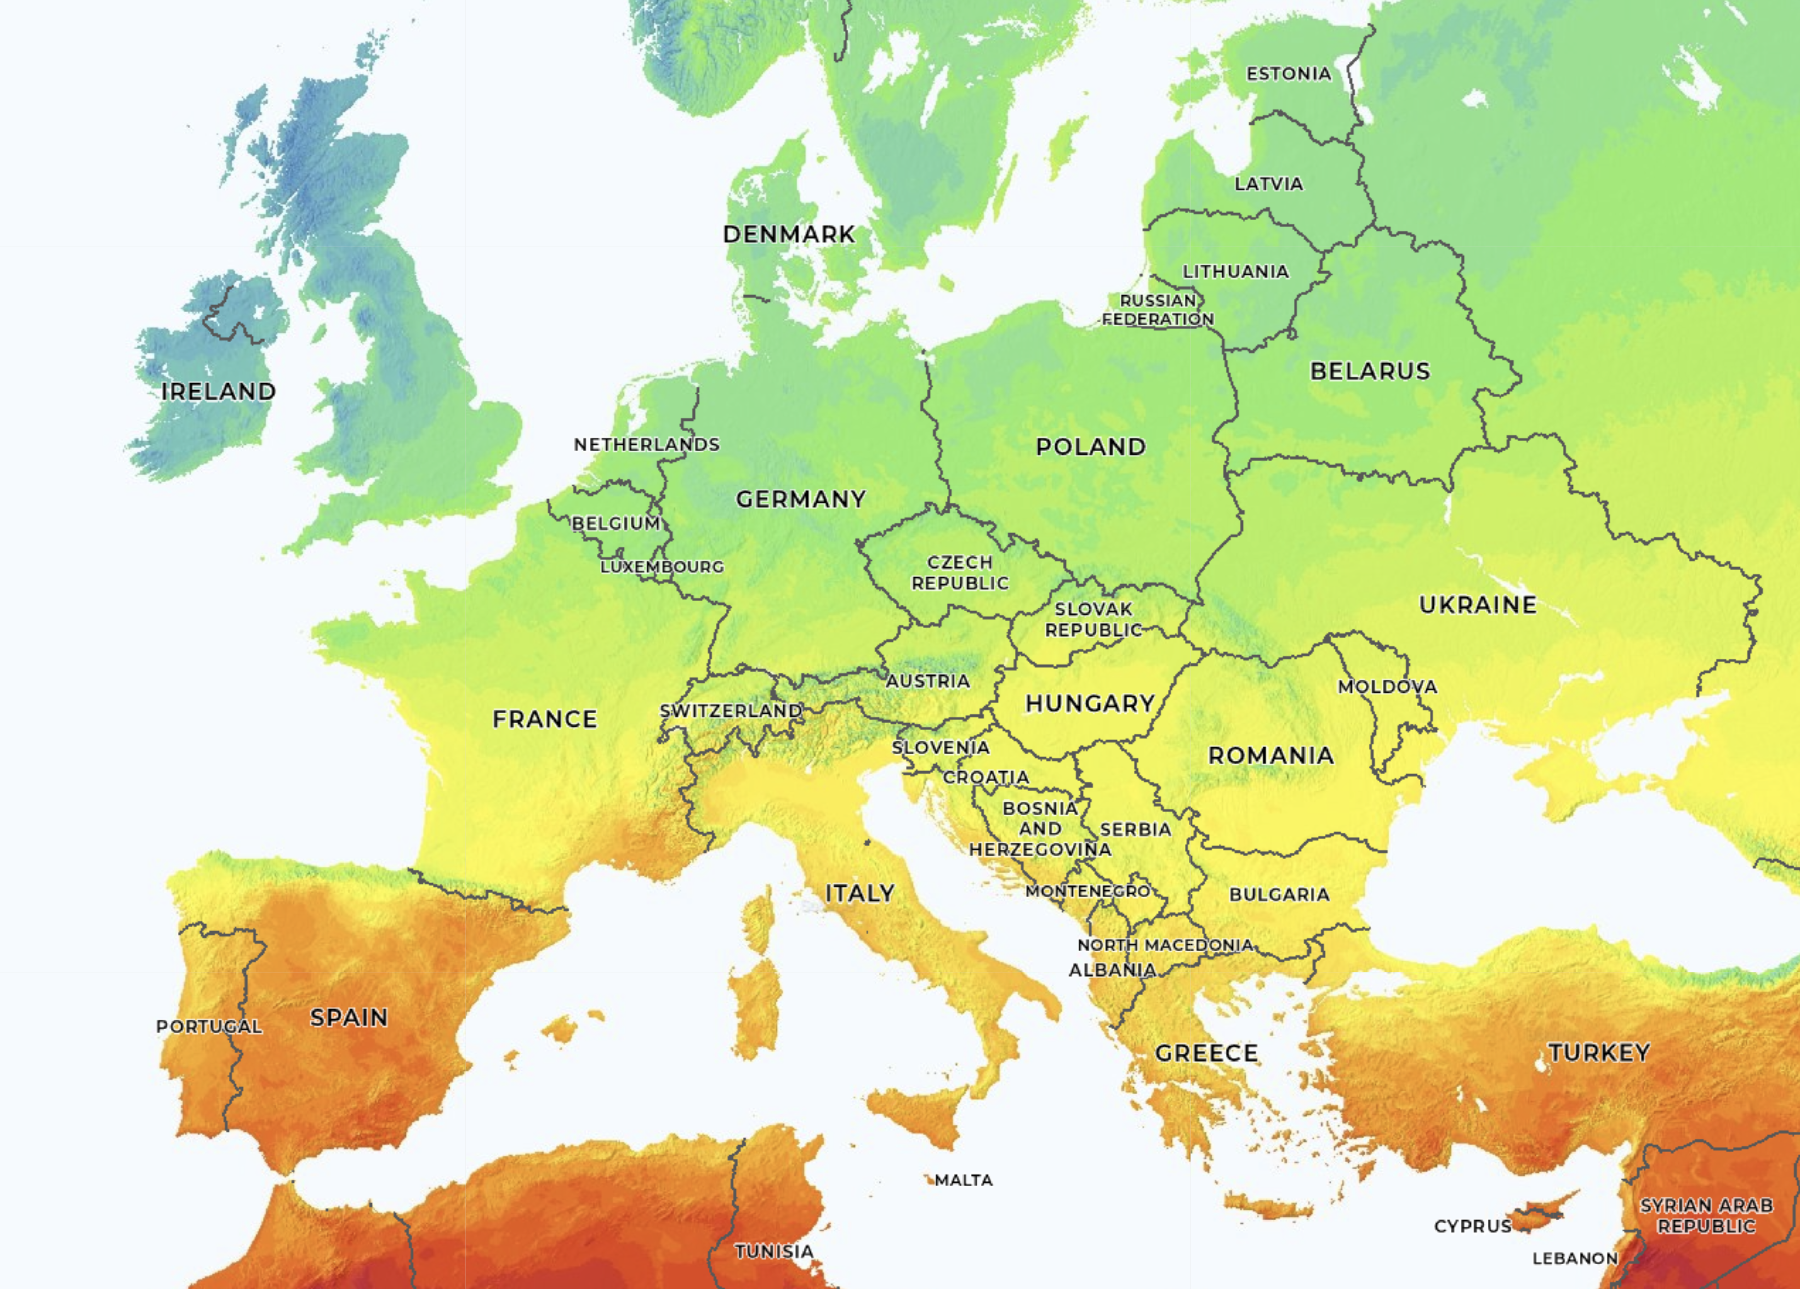 ESTONIA
LATVIA
DENMARK
LITHUANIA
RUSSIAN
FEDERATION
BELARUS
IRELAND
NETHERLANDS
POLAND
GERMANY
BELGIUM
LUXEMBOURG
CZECH
REPUBLIC
UKRAINE
SLOVAK
REPUBLIC
AUSTRIA
MOLDOVA
HUNGARY
SWITZERLAND
FRANCE
SLOVENIA
ROMANIA
CROATIA
BOSNIA
AND
HERZEGOVINA
SERBIA
MONTENEGRO
ITALY
BULGARIA
NORTH MACEDONIA
ALBANIA
SPAIN
PORTUGAL
GREECE
TURKEY
MALTA
SYRIAN ARAB
REPUBLIC
CYPRUS
TUNISIA
LEBANON